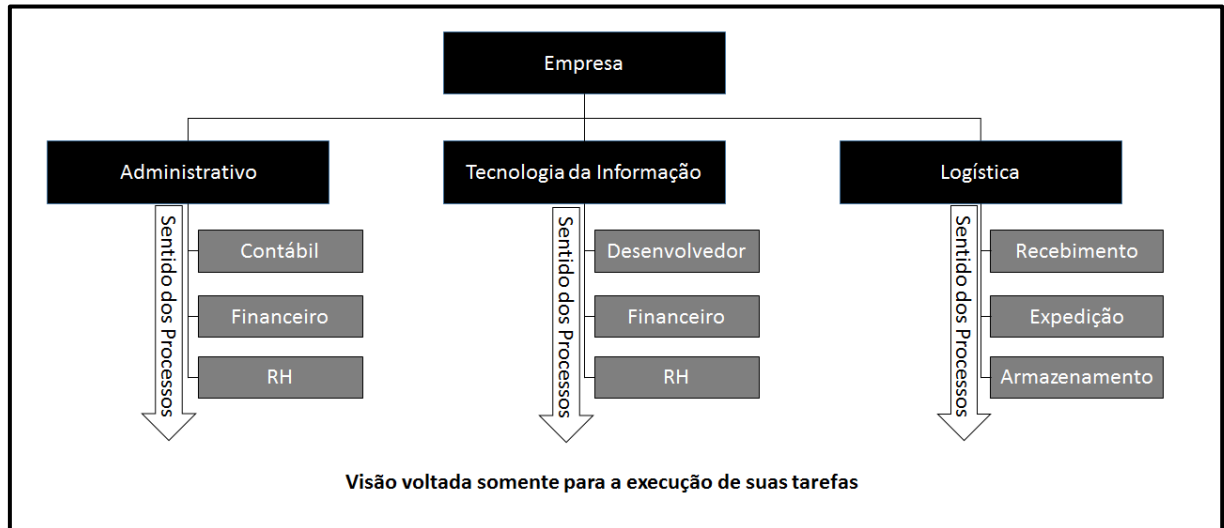 Empresa
Administrativo
Tecnologia da Informação
Logística
Sentido dos Processos
Contábil
Financeiro
RH
Sentido dos Processos
Desenvolvedor
Financeiro
RH
Sentido dos Processos
Recebimento
Expedição
Armazenamento
Visão voltada somente para a execução de suas tarefas